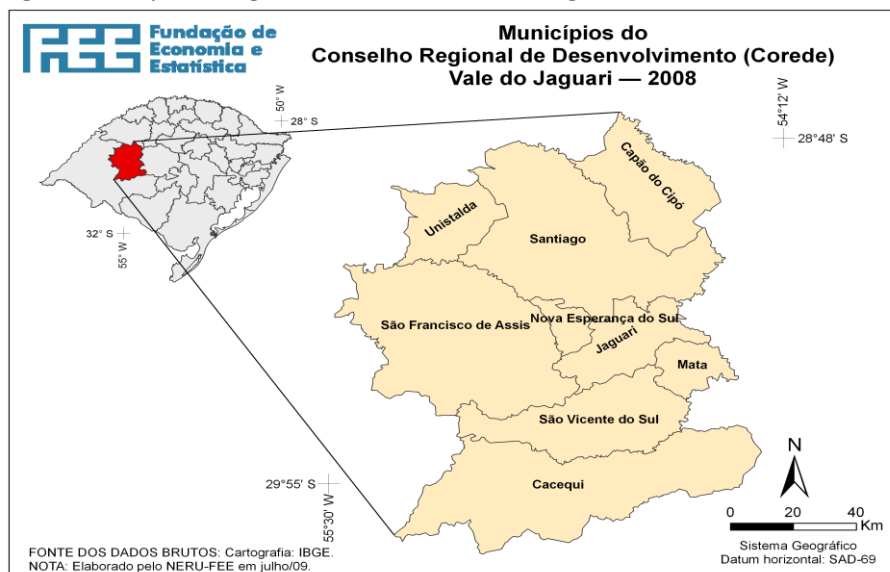 FEE
Fundação de
Economia e
Estatística
Municípios do
Conselho Regional de Desenvolvimento (Corede)
Vale do Jaguari — 2008
50° W
28° S
32° S
55° W
54°12' W
28°48' S
Capão do Cipó
Unistalda
Santiago
São Francisco de Assis
Nova Esperança do Sul
Jaguari
Mata
São Vicente do Sul
Cacequi
29°55' S
55°30' W
N
0 20 40
Km
Sistema Geográfico
Datum horizontal: SAD-69
FONTE DOS DADOS BRUTOS: Cartografia: IBGE.
NOTA: Elaborado pelo NERU-FEE em julho/09.